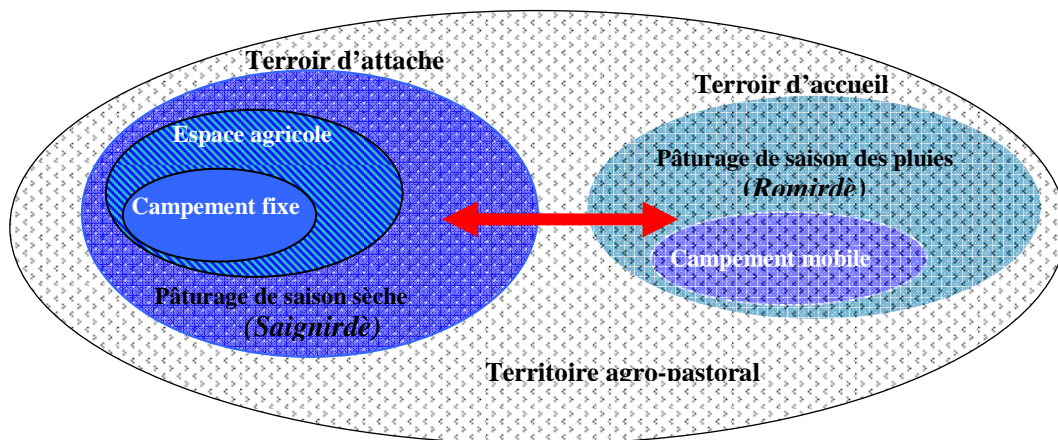 Terroir d'attache
Espace agricole
Campement fixe
Pâturage de saison sèche
(Saignirdè)
Terroir d'accueil
Pâturage de saison des pluies
(Romirdè)
Campement mobile
Territoire agro-pastoral